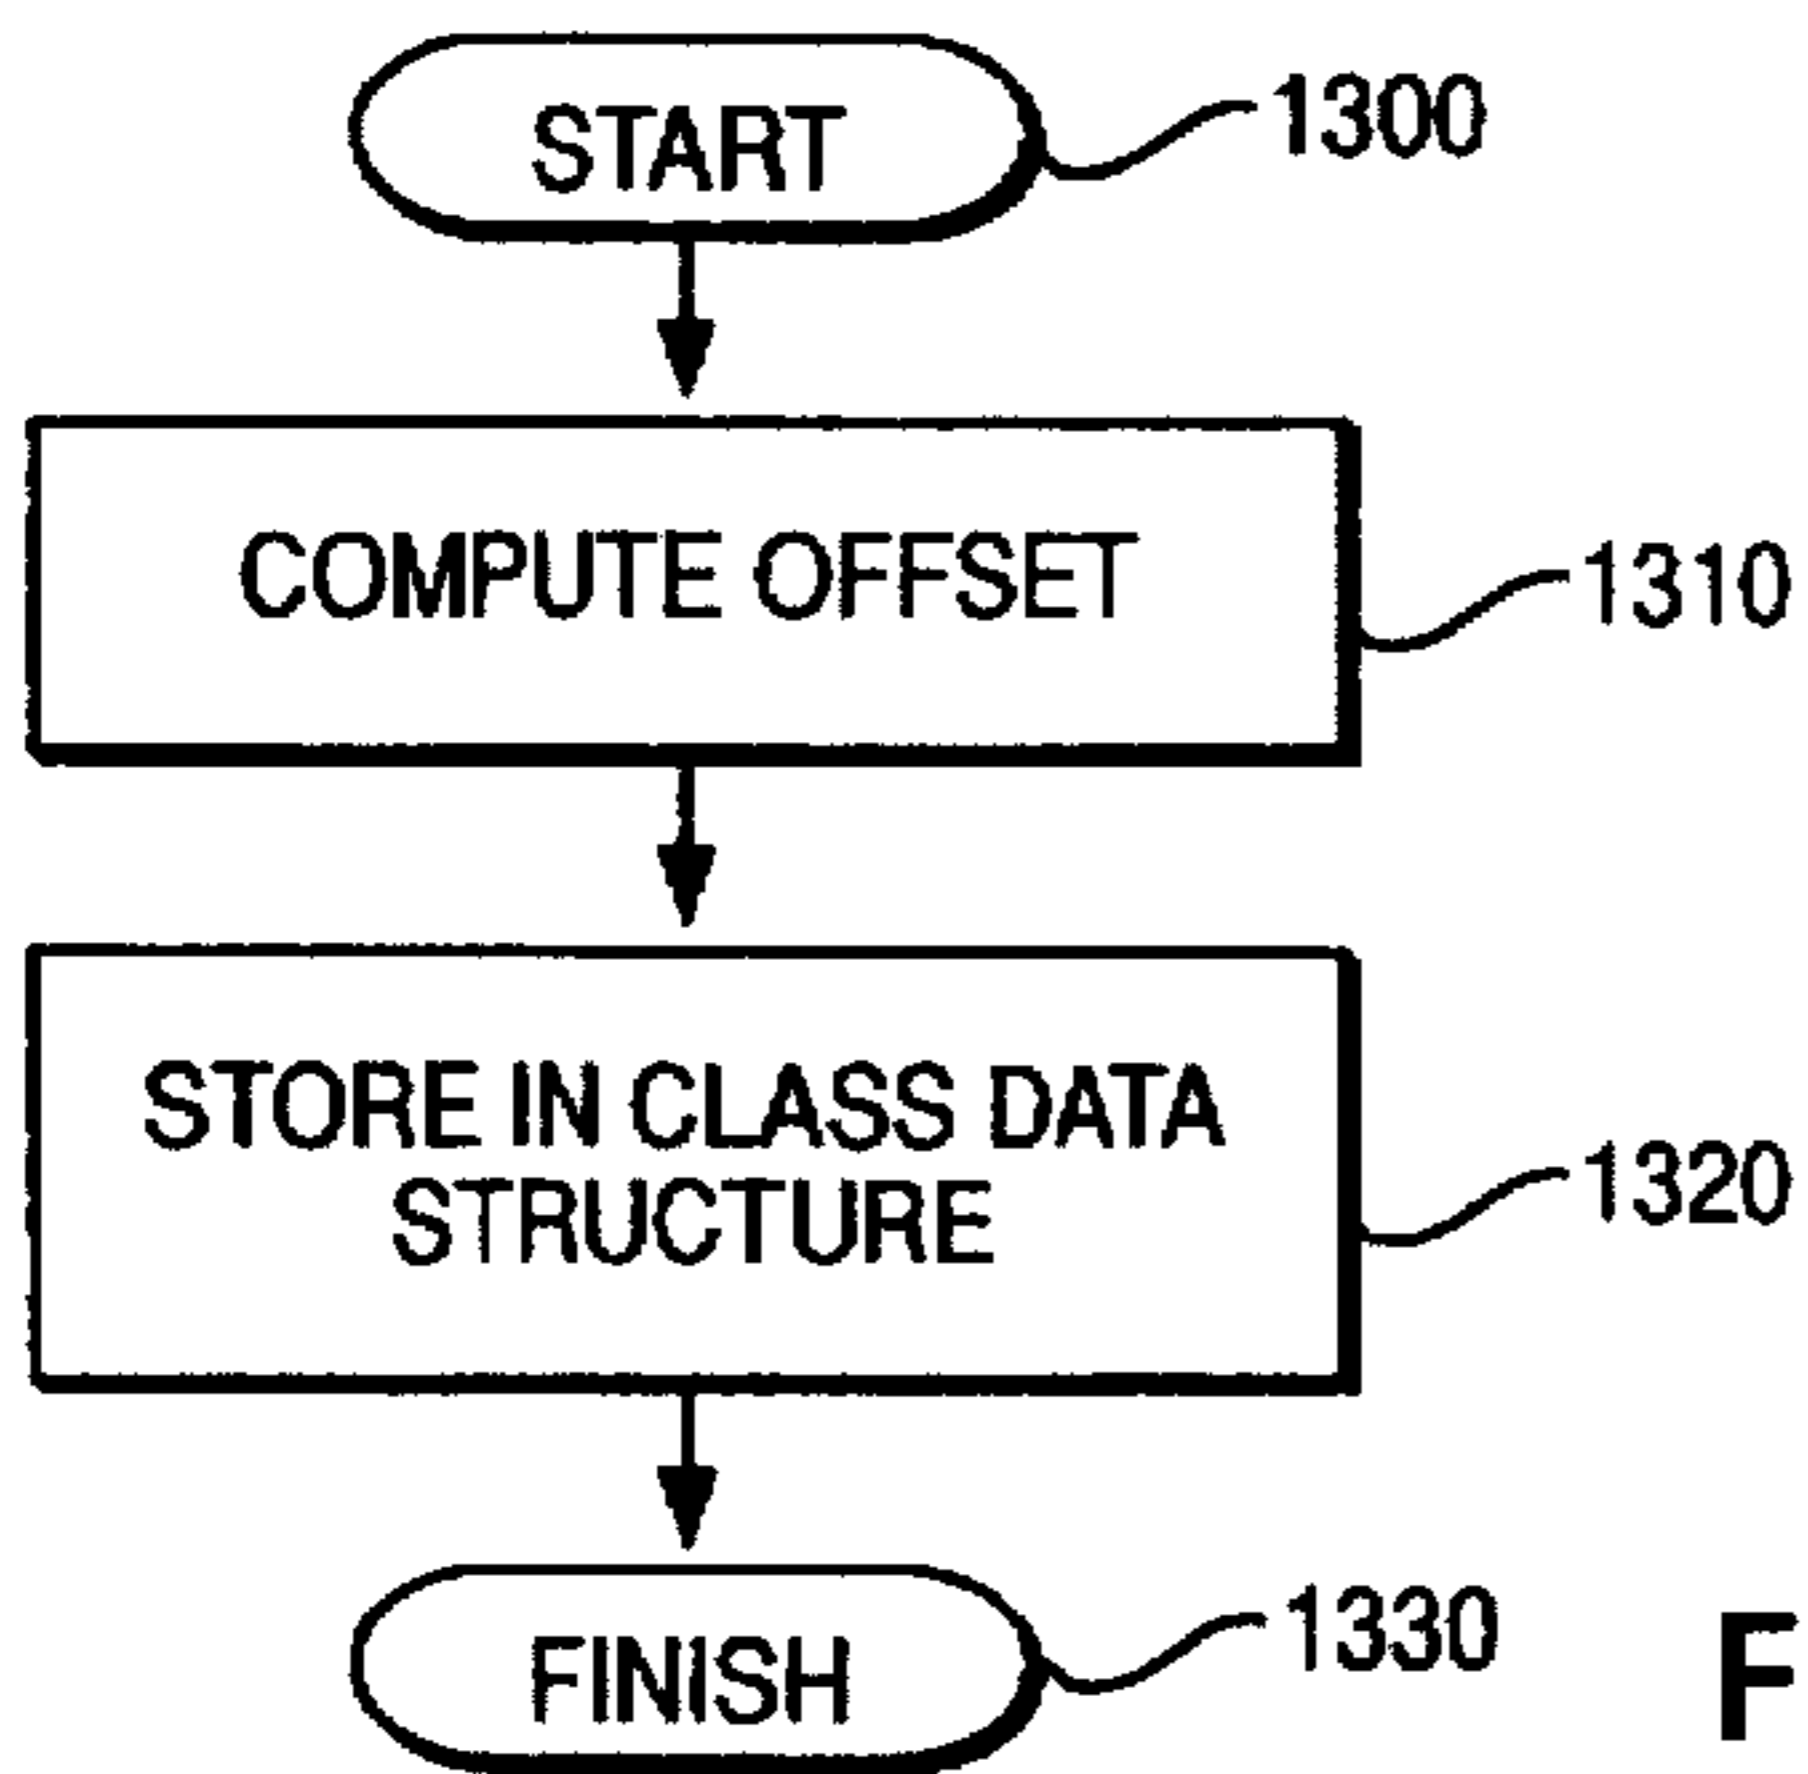 START
1300
COMPUTE OFFSET
1310
STORE IN CLASS DATA
STRUCTURE
1320
FINISH
1330
F